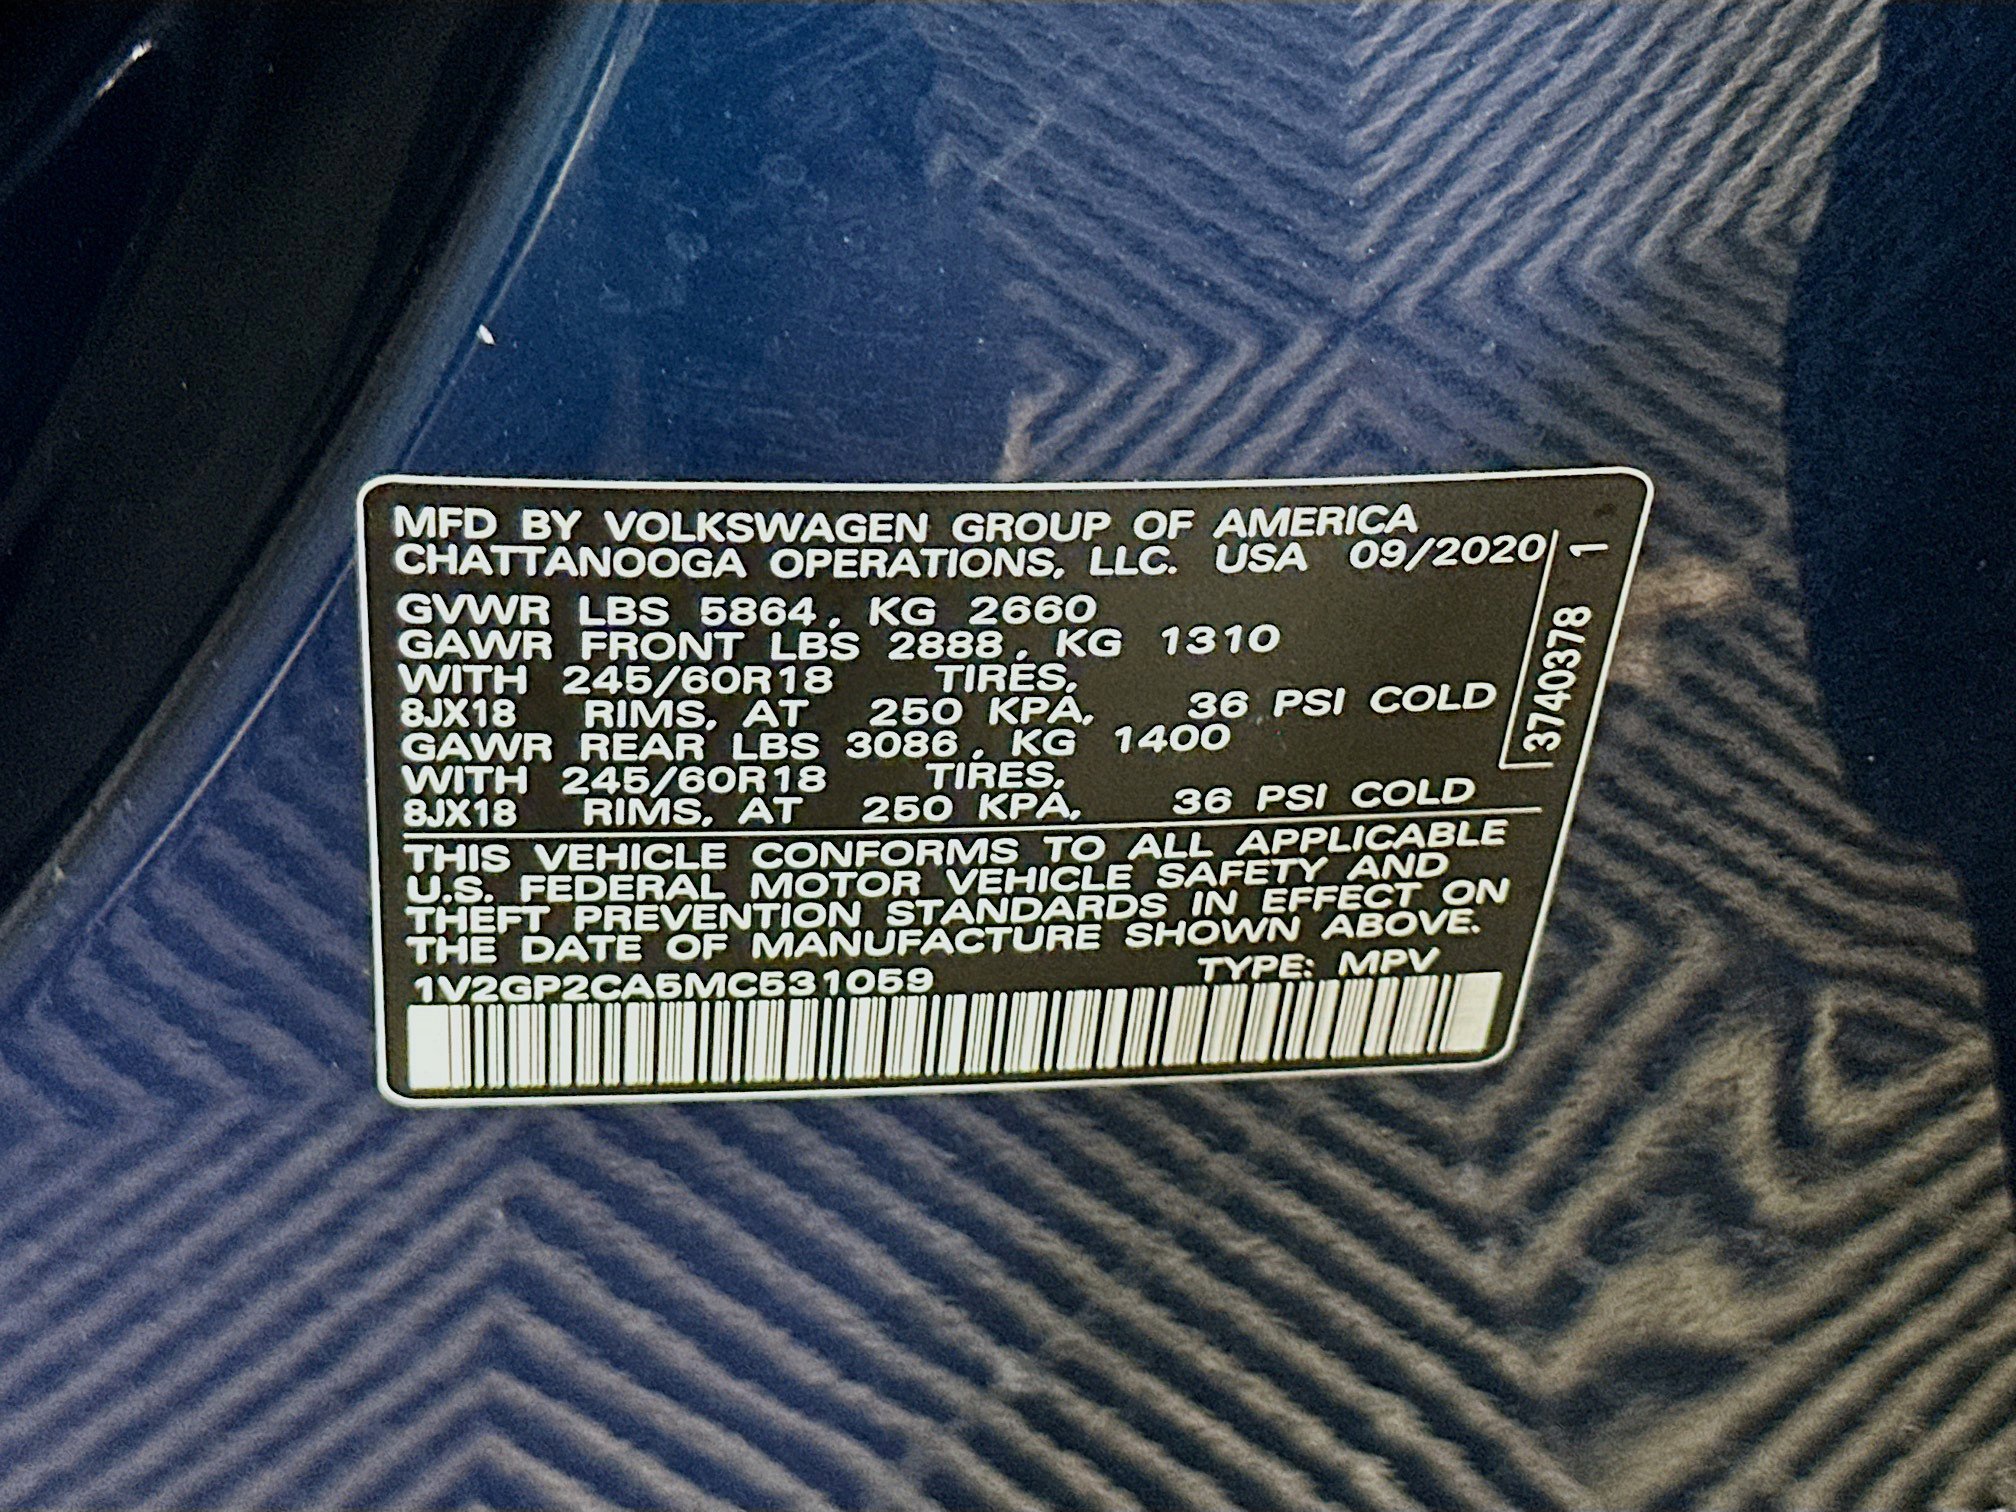 MFD BY VOLKSWAGEN GROUP OF AMERICA
CHATTANOOGA OPERATIONS, LLC. USA 09/2020
GVWR LBS 5864, KG 2660
GAWR FRONT LBS 2888, KG 1310
WITH 245/60R18 TIRES,
8JX18 RIMS, AT 250 KPA, 36 PSI COLD
GAWR REAR LBS 3086, KG 1400
WITH 245/60R18 TIRES,
8JX18 RIMS, AT 250 KPA, 36 PSI COLD
37403378 1
THIS VEHICLE CONFORMS TO ALL APPLICABLE
U.S. FEDERAL MOTOR VEHICLE SAFETY AND
THEFT PREVENTION STANDARDS IN EFFECT ON
THE DATE OF MANUFACTURE SHOWN ABOVE.
1V2GP2CA5MC531059 TYPE: MPV